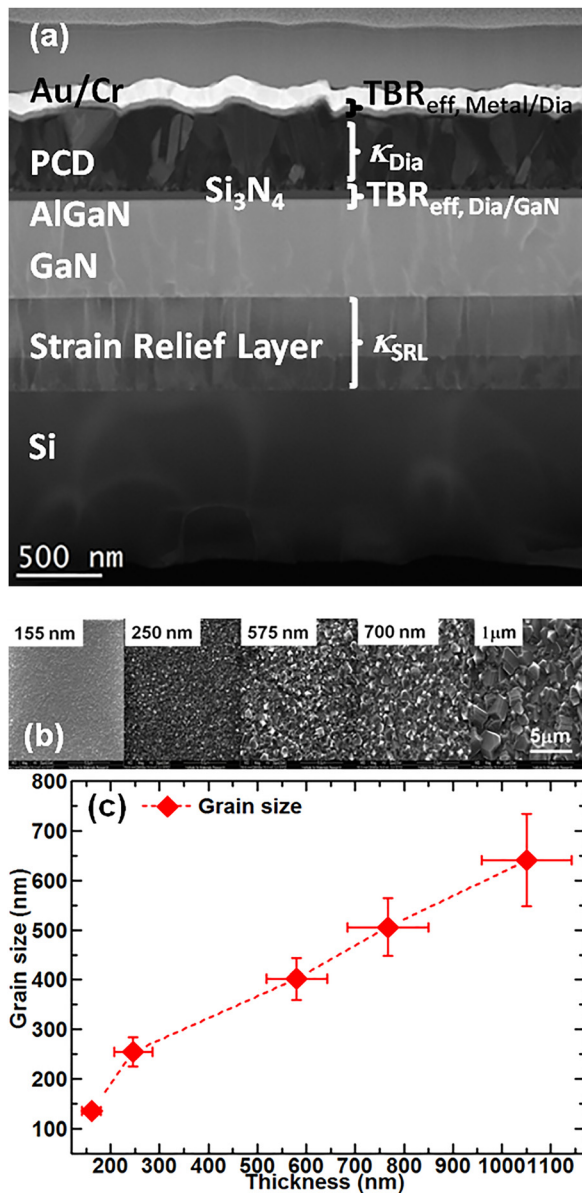 (a)
Au/Cr
TBReff, Metal/Dia
PCD
κDia
Si3N4
TBReff, Dia/GaN
AlGaN
GaN
Strain Relief Layer
κSRL
Si
500 nm
155 nm 250 nm 575 nm 700 nm 1μm
(b)
5μm
(c)
Grain size
800
700
600
500
400
300
200
100
Grain size (nm)
200 300 400 500 600 700 800 900 1000 1100
Thickness (nm)